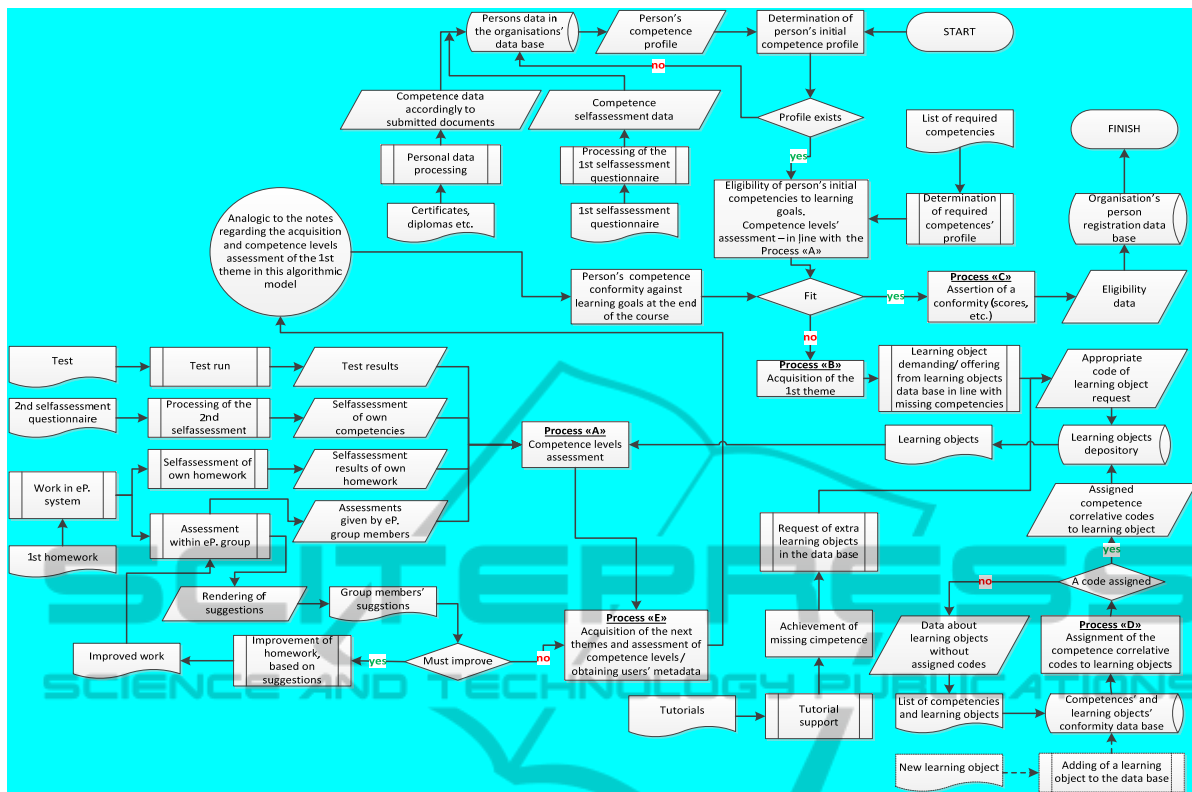 Persons data in
the organisations'
data base
Person's
competence
profile
Determination of
person's initial
competence profile
START
no
Competence data
accordingly to
submitted documents
Competence
selfassessment data
Profile exists
List of required
competencies
FINISH
yes
Personal data
processing
Processing of the
1st selfassessment
questionnaire
Certificates,
diplomas etc.
1st selfassessment
questionnaire
Eligibility of person's initial
competencies to learning
goals.
Competence levels'
assessment – in line with the
Process «A»
Determination
of required
competences'
profile
Organisation's
person
registration data
base
Analogic to the notes
regarding the acquisition
and competence levels
assessment of the 1st
theme in this algorithmic
model
Person's competence
conformity against
learning goals at the end
of the course
Fit
yes
Process «C»
Assertion of a
conformity (scores,
etc.)
Eligibility
data
no
Test
Test run
Test results
Process «B»
Acquisition of the
1st theme
Learning object
demanding/ offering
from learning objects
data base in line with
missing competencies
Appropriate
code of
learning object
request
2nd selfassessment
questionnaire
Processing of the
2nd
selfassessment
Selfassessment
of own
competencies
Process «A»
Competence levels
assessment
Learning objects
Learning objects
depository
Work in eP.
system
Selfassessment of
own homework
Selfassessment
results of own
homework
Assigned
competence
correlative codes
to learning object
Assessment
within eP. group
Assessments
given by eP.
group members
Request of extra
learning objects
in the data base
1st homework
yes
no
A code assigned
Rendering of
suggestions
Group members'
suggstions
Process «E»
Acquisition of the next
themes and assessment of
competence levels/
obtaining users' metadata
Achievement of
missing competence
Data about
learning objects
without
assigned codes
Process «D»
Assignment of the
competence correlative
codes to learning objects
Improved work
Improvement of
homework,
based on
suggestions
yes
Must improve
no
SCITEPRESS
SCIENCE AND TECHNOLOGY PUBLICATIONS
Tutorials
Tutorial
support
List of competencies
and learning objects
Competences' and
learning objects'
conformity data
base
New learning object
Adding of a learning
object to the data base